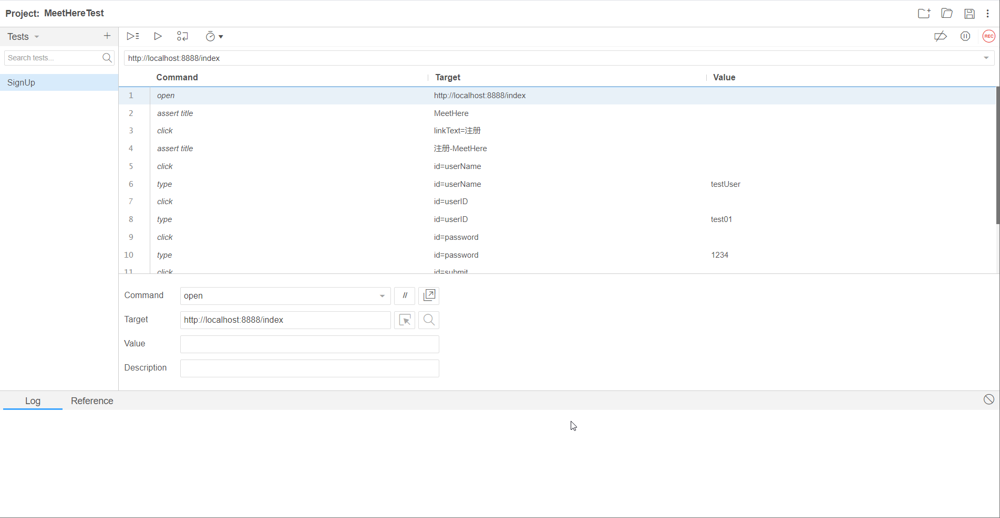 Project: MeetHereTest
Tests
REC
Search tests...
http://localhost:8888/index
SignUp
Command Target Value
1 open http://localhost:8888/index
2 assert title MeetHere
3 click linkText=注册
4 assert title 注册-MeetHere
5 click id=userName
6 type id=userName testUser
7 click id=userID
8 type id=userID test01
9 click id=password
10 type id=password 1234
11 click id=submit
Command open //
Target http://localhost:8888/index
Value
Description
Log Reference